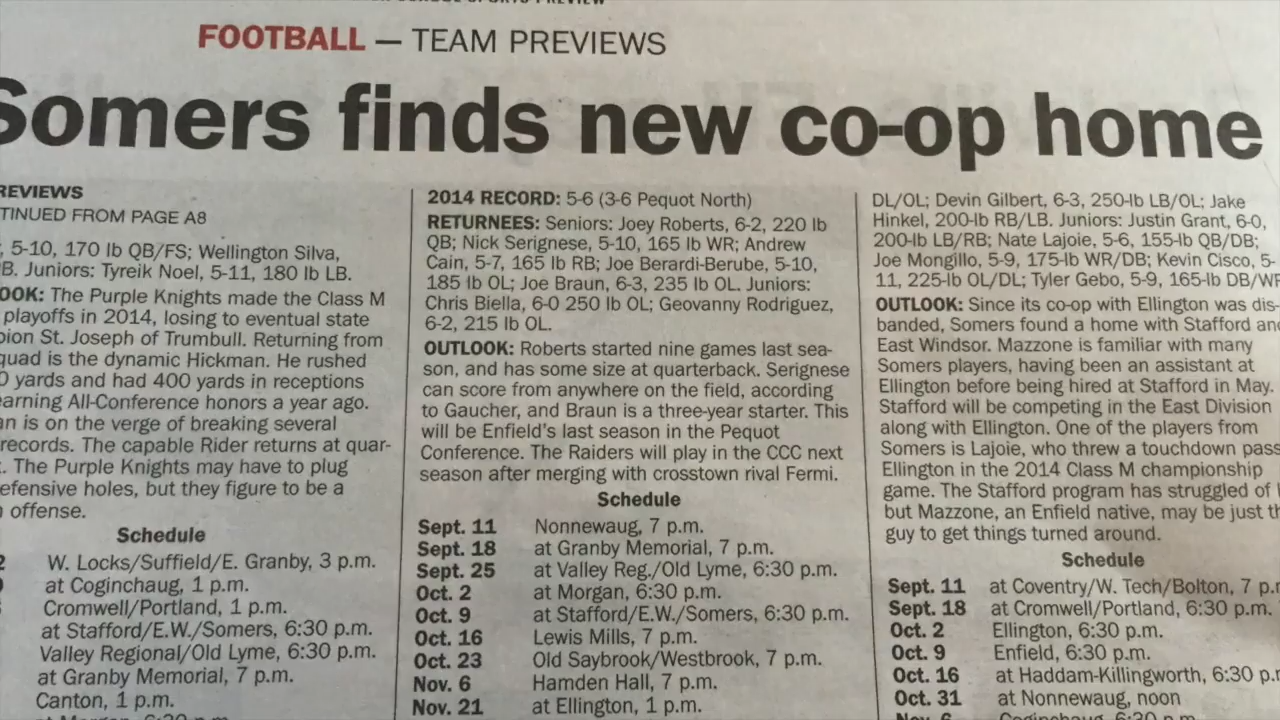 FOOTBALL — TEAM PREVIEWS
Somers finds new co-op home
REVIEWS
TINUED FROM PAGE A8
, 5-10, 170 lb QB/FS; Wellington Silva,
B. Juniors: Tyreik Noel, 5-11, 180 lb LB.
OOK: The Purple Knights made the Class M
playoffs in 2014, losing to eventual state
pion St. Joseph of Trumbull. Returning from
quad is the dynamic Hickman. He rushed
0 yards and had 400 yards in receptions
earning All-Conference honors a year ago.
an is on the verge of breaking several
records. The capable Rider returns at quar-
. The Purple Knights may have to plug
efensive holes, but they figure to be a
offense.
Schedule
2 W. Locks/Suffield/E. Granby, 3 p.m.
at Coginchaug, 1 p.m.
Cromwell/Portland, 1 p.m.
at Stafford/E.W./Somers, 6:30 p.m.
Valley Regional/Old Lyme, 6:30 p.m.
at Granby Memorial, 7 p.m.
Canton, 1 p.m.
2014 RECORD: 5-6 (3-6 Pequot North)
RETURNEES: Seniors: Joey Roberts, 6-2, 220 lb
QB; Nick Serignese, 5-10, 165 lb WR; Andrew
Cain, 5-7, 165 lb RB; Joe Berardi-Berube, 5-10,
185 lb OL; Joe Braun, 6-3, 235 lb OL. Juniors:
Chris Biella, 6-0 250 lb OL; Geovanny Rodriguez,
6-2, 215 lb OL.
OUTLOOK: Roberts started nine games last sea-
son, and has some size at quarterback. Serignese
can score from anywhere on the field, according
to Gaucher, and Braun is a three-year starter. This
will be Enfield's last season in the Pequot
Conference. The Raiders will play in the CCC next
season after merging with crosstown rival Fermi.
Schedule
Sept. 11 Nonnewaug, 7 p.m.
Sept. 18 at Granby Memorial, 7 p.m.
Sept. 25 at Valley Reg./Old Lyme, 6:30 p.m.
Oct. 2 at Morgan, 6:30 p.m.
Oct. 9 at Stafford/E.W./Somers, 6:30 p.m.
Oct. 16 Lewis Mills, 7 p.m.
Oct. 23 Old Saybrook/Westbrook, 7 p.m.
Nov. 6 Hamden Hall, 7 p.m.
Nov. 21 at Ellington, 1 p.m.
DL/OL; Devin Gilbert, 6-3, 250-lb LB/OL; Jake
Hinkel, 200-lb RB/LB. Juniors: Justin Grant, 6-0,
200-lb LB/RB; Nate Lajoie, 5-6, 155-lb QB/DB;
Joe Mongillo, 5-9, 175-lb WR/DB; Kevin Cisco, 5-
11, 225-lb OL/DL; Tyler Gebo, 5-9, 165-lb DB/WR
OUTLOOK: Since its co-op with Ellington was dis-
banded, Somers found a home with Stafford and
East Windsor. Mazzone is familiar with many
Somers players, having been an assistant at
Ellington before being hired at Stafford in May.
Stafford will be competing in the East Division
along with Ellington. One of the players from
Somers is Lajoie, who threw a touchdown pass
Ellington in the 2014 Class M championship
game. The Stafford program has struggled of
but Mazzone, an Enfield native, may be just th
guy to get things turned around.
Schedule
Sept. 11 at Coventry/W. Tech/Bolton, 7 p.
Sept. 18 at Cromwell/Portland, 6:30 p.m.
Oct. 2 Ellington, 6:30 p.m.
Oct. 9 Enfield, 6:30 p.m.
Oct. 16 at Haddam-Killingworth, 6:30 p.
Oct. 31 at Nonnewaug, noon
Nov. 6 Coginchaug, 6:30 p.m.